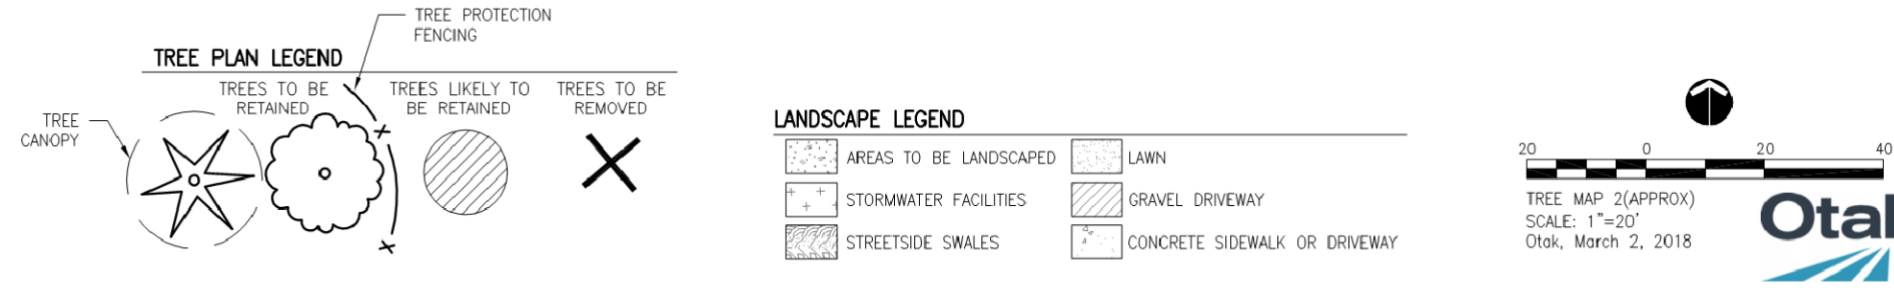 TREE PROTECTION
FENCING
TREE PLAN LEGEND
TREES TO BE
RETAINED
TREES LIKELY TO
BE RETAINED
TREES TO BE
REMOVED
TREE
CANOPY
LANDSCAPE LEGEND
AREAS TO BE LANDSCAPED
LAWN
STORMWATER FACILITIES
GRAVEL DRIVEWAY
STREETSIDE SWALES
CONCRETE SIDEWALK OR DRIVEWAY
20 0 20 40
TREE MAP 2(APPROX)
SCALE: 1"=20'
Otak, March 2, 2018
Otak